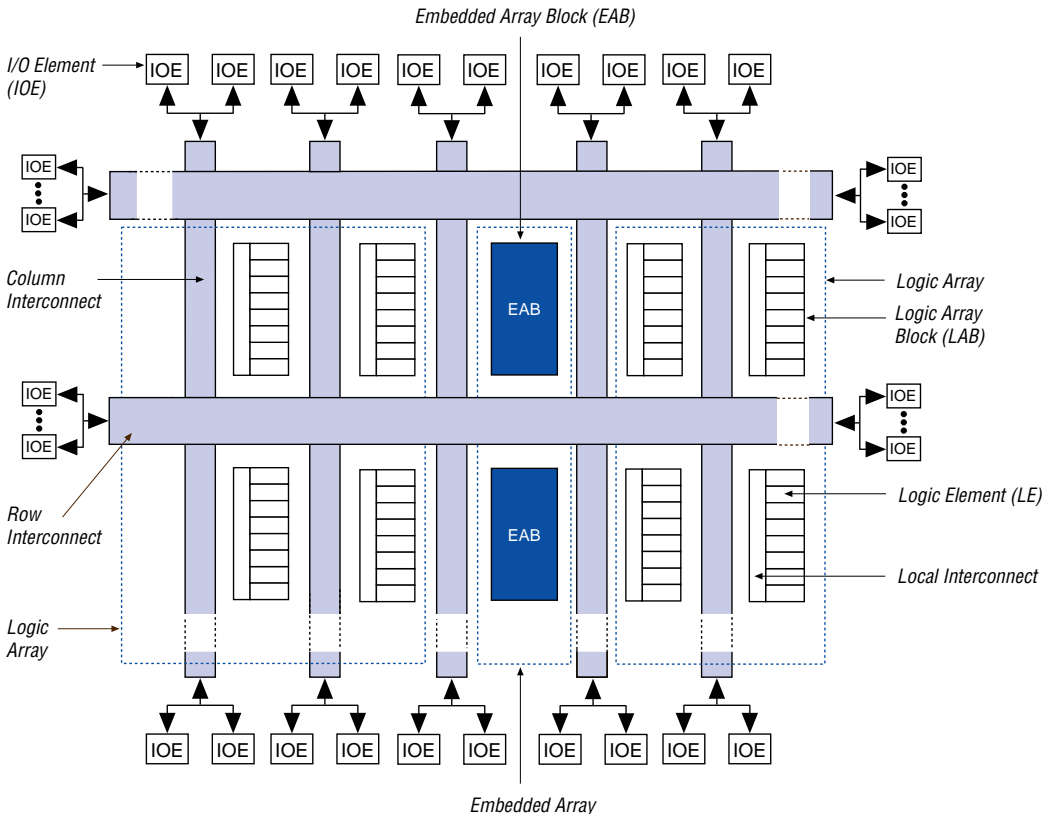 Embedded Array Block (EAB)
I/O Element
(IOE)
IOE IOE IOE IOE IOE IOE IOE IOE IOE IOE
IOE
IOE
IOE
IOE
Column
Interconnect
EAB
Logic Array
Logic Array
Block (LAB)
IOE
IOE
IOE
IOE
Row
Interconnect
EAB
Logic Element (LE)
Local Interconnect
Logic
Array
IOE IOE IOE IOE IOE IOE IOE IOE IOE IOE
Embedded Array